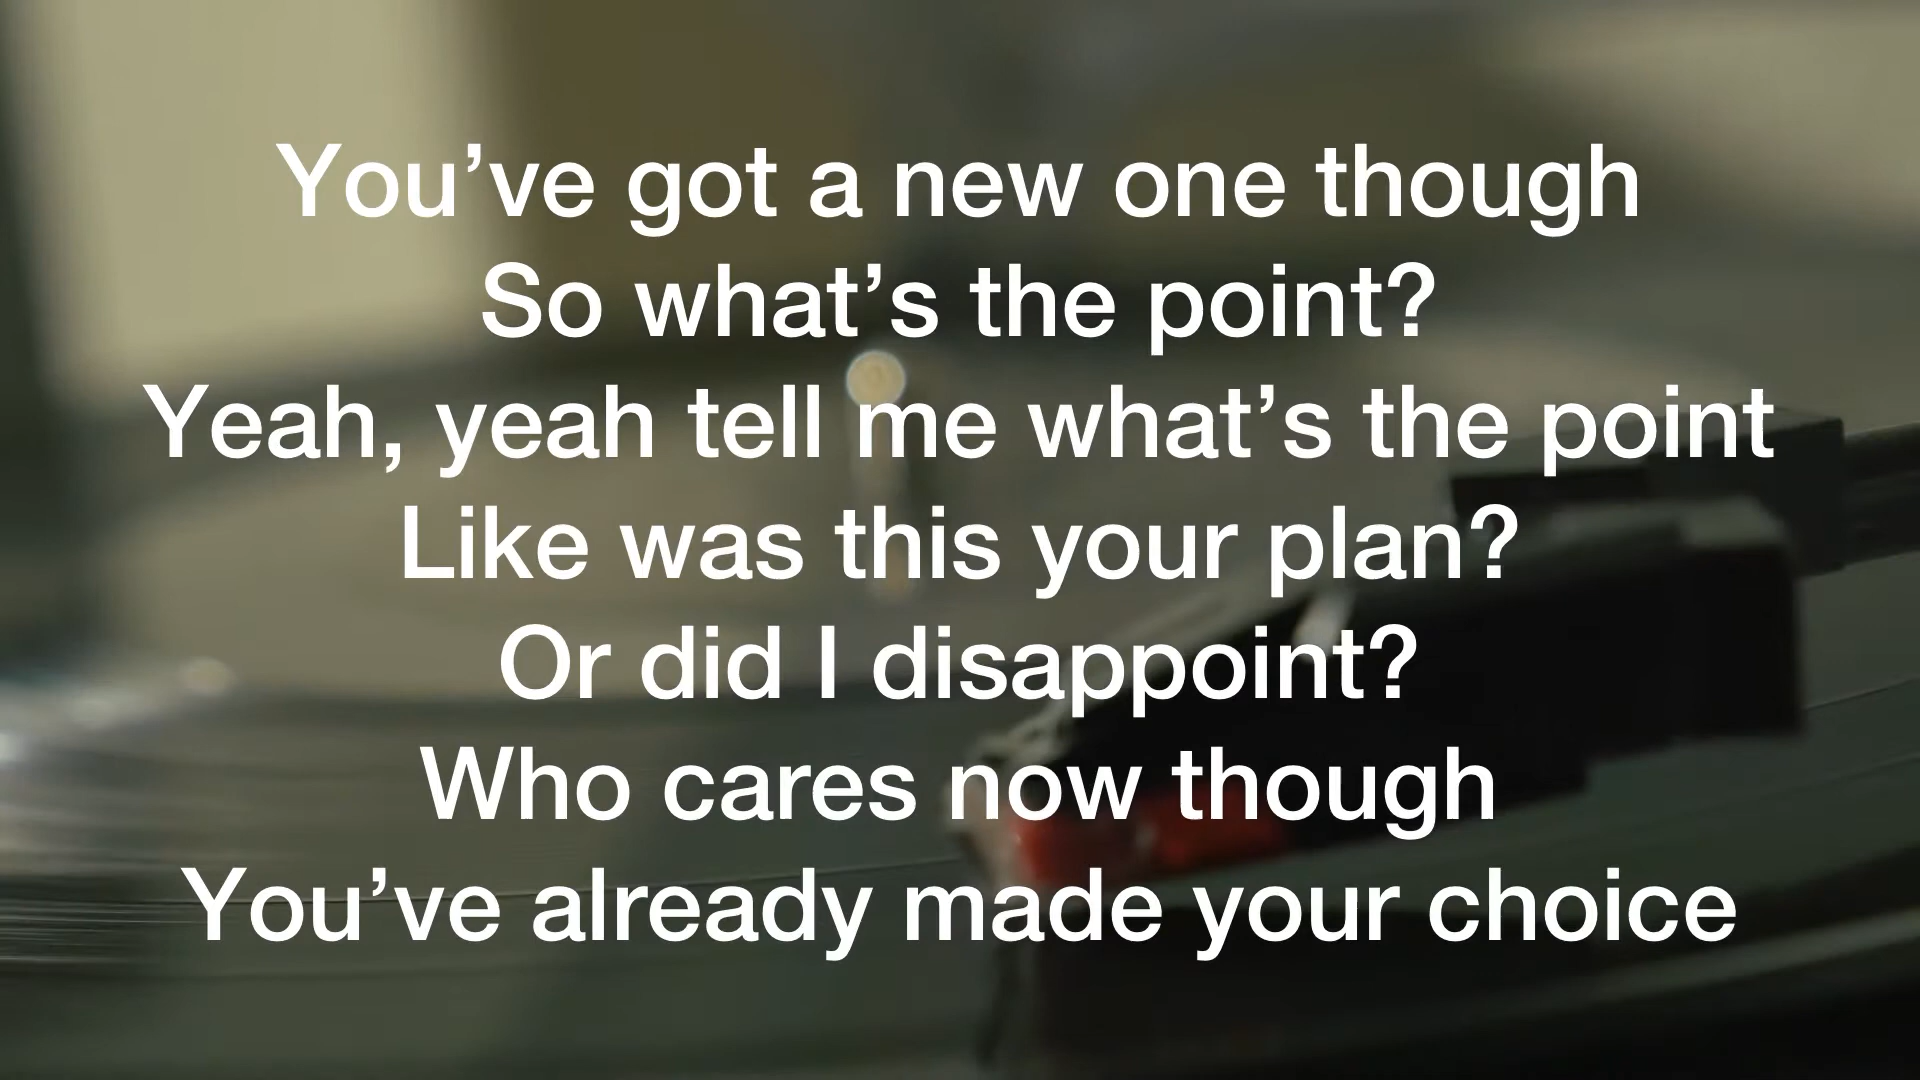 You’ve got a new one though
So what’s the point?
Yeah, yeah tell me what’s the point
Like was this your plan?
Or did I disappoint?
Who cares now though
You’ve already made your choice